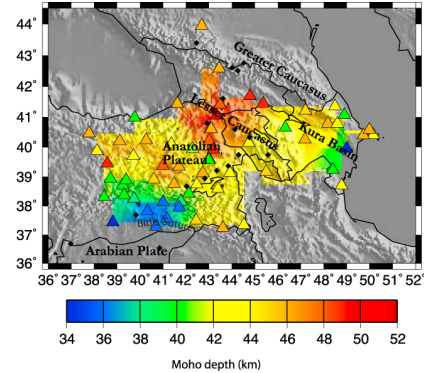 44°
43°
42°
41°
40°
39°
38°
37°
36°
Greater Caucasus
Lesser Caucasus
Kura Basin
Anatolian
Plateau
Arabian Plate
36° 37° 38° 39° 40° 41° 42° 43° 44° 45° 46° 47° 48° 49° 50° 51° 52°
34 36 38 40 42 44 46 48 50 52
Moho depth (km)